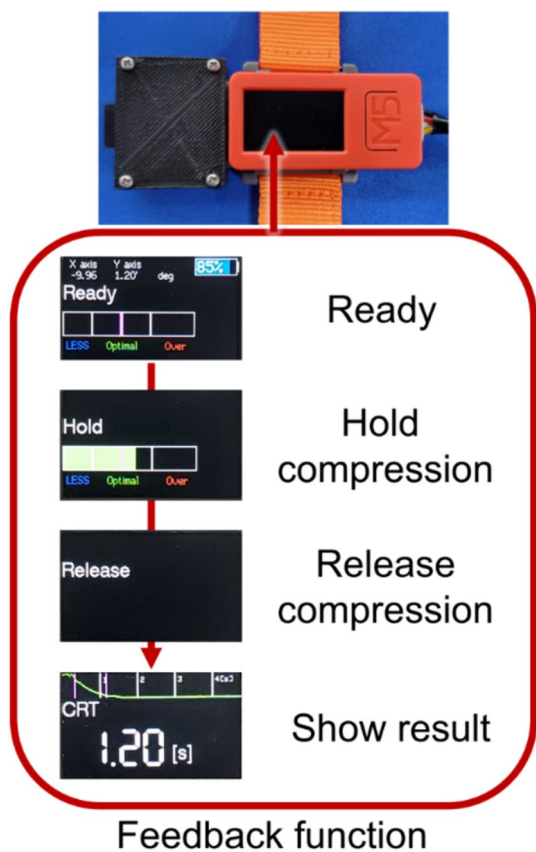 M5
X axis Y axis
-9.96 1.20' deg 85%
Ready
LESS Optimal Over
Ready
Hold
LESS Optimal Over
Hold
compression
Release
Release
compression
1 2 3 4[s]
CRT
1.20 [s]
Show result
Feedback function